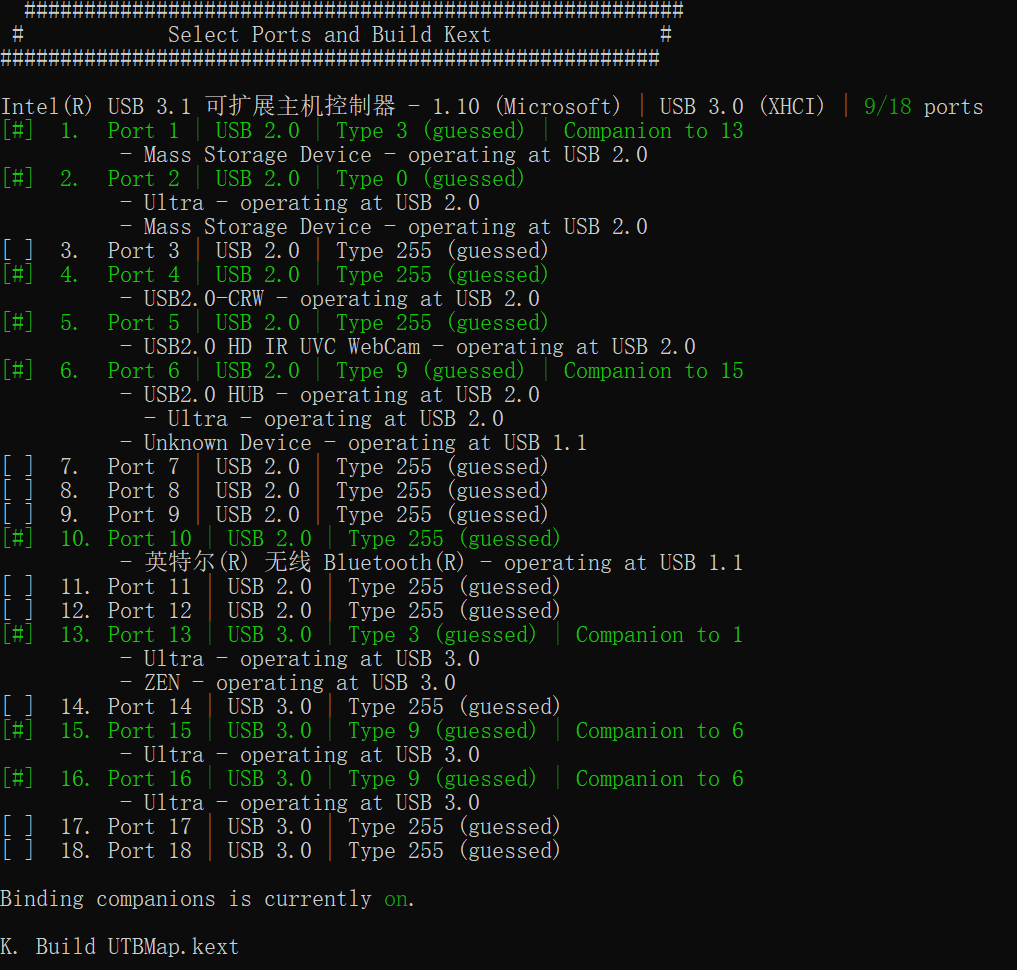 #######################################################
# Select Ports and Build Kext #
#######################################################
Intel(R) USB 3.1 可扩展主机控制器 - 1.10 (Microsoft) | USB 3.0 (XHCI) | 9/18 ports
[#] 1. Port 1 | USB 2.0 | Type 3 (guessed) | Companion to 13
- Mass Storage Device - operating at USB 2.0
[#] 2. Port 2 | USB 2.0 | Type 0 (guessed)
- Ultra - operating at USB 2.0
- Mass Storage Device - operating at USB 2.0
[ ] 3. Port 3 | USB 2.0 | Type 255 (guessed)
[#] 4. Port 4 | USB 2.0 | Type 255 (guessed)
- USB2.0-CRW - operating at USB 2.0
[#] 5. Port 5 | USB 2.0 | Type 255 (guessed)
- USB2.0 HD IR UVC WebCam - operating at USB 2.0
[#] 6. Port 6 | USB 2.0 | Type 9 (guessed) | Companion to 15
- USB2.0 HUB - operating at USB 2.0
- Ultra - operating at USB 2.0
- Unknown Device - operating at USB 1.1
[ ] 7. Port 7 | USB 2.0 | Type 255 (guessed)
[ ] 8. Port 8 | USB 2.0 | Type 255 (guessed)
[ ] 9. Port 9 | USB 2.0 | Type 255 (guessed)
[#] 10. Port 10 | USB 2.0 | Type 255 (guessed)
- 英特尔(R) 无线 Bluetooth(R) - operating at USB 1.1
[ ] 11. Port 11 | USB 2.0 | Type 255 (guessed)
[ ] 12. Port 12 | USB 2.0 | Type 255 (guessed)
[#] 13. Port 13 | USB 3.0 | Type 3 (guessed) | Companion to 1
- Ultra - operating at USB 3.0
- ZEN - operating at USB 3.0
[ ] 14. Port 14 | USB 3.0 | Type 255 (guessed)
[#] 15. Port 15 | USB 3.0 | Type 9 (guessed) | Companion to 6
- Ultra - operating at USB 3.0
[#] 16. Port 16 | USB 3.0 | Type 9 (guessed) | Companion to 6
- Ultra - operating at USB 3.0
[ ] 17. Port 17 | USB 3.0 | Type 255 (guessed)
[ ] 18. Port 18 | USB 3.0 | Type 255 (guessed)
Binding companions is currently on.
K. Build UTBMap.kext